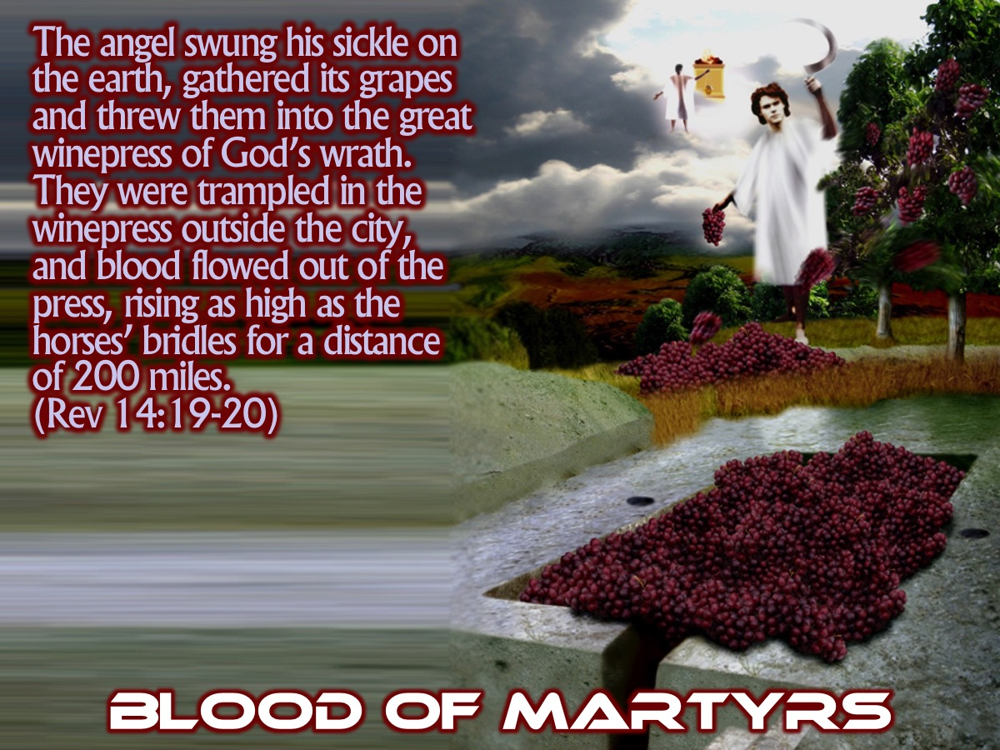 The angel swung his sickle on
the earth, gathered its grapes
and threw them into the great
winepress of God’s wrath.
They were trampled in the
winepress outside the city,
and blood flowed out of the
press, rising as high as the
horses’ bridles for a distance
of 200 miles.
(Rev 14:19-20)
BLOOD OF MARTYRS